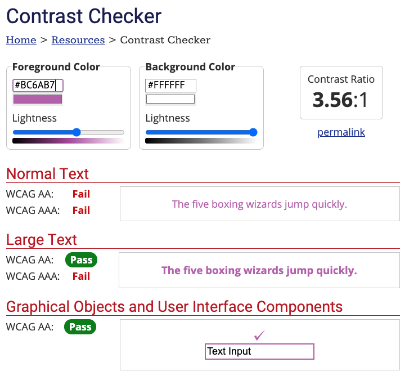 Contrast Checker
Home > Resources > Contrast Checker
Foreground Color
#BC6AB7
Lightness
Background Color
#FFFFFF
Lightness
Contrast Ratio
3.56:1
permalink
Normal Text
WCAG AA: Fail
WCAG AAA: Fail
The five boxing wizards jump quickly.
Large Text
WCAG AA: Pass
WCAG AAA: Fail
The five boxing wizards jump quickly.
Graphical Objects and User Interface Components
WCAG AA: Pass
Text Input